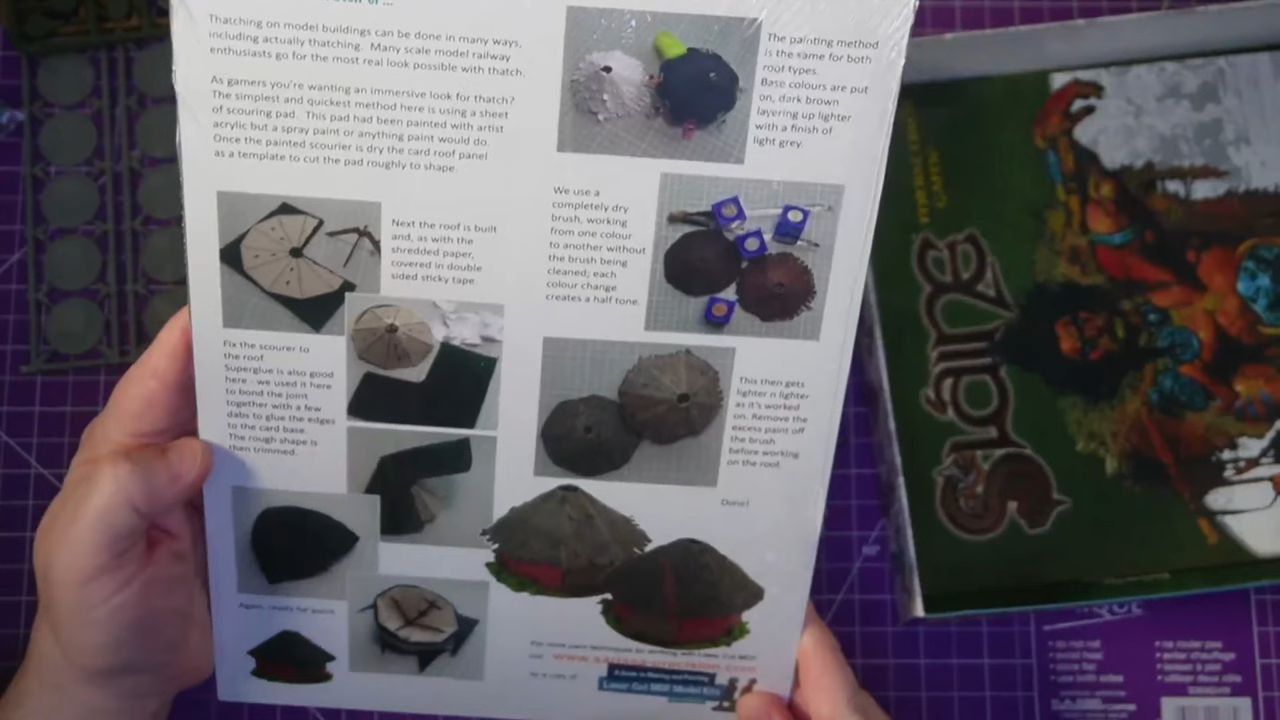 Thatching on model buildings can be done in many ways,
including actually thatching. Many scale model railway
enthusiasts go for the most real look possible with thatch.
As gamers you're wanting an immersive look for thatch?
The simplest and quickest method here is using a sheet
of scouring pad. This pad had been painted with artist
acrylic but a spray paint or anything paint would do.
Once the painted scourier is dry the card roof panel
as a template to cut the pad roughly to shape.
Next the roof is built
and, as with the
shredded paper,
covered in double
sided sticky tape.
Fix the scourer to
the roof
Superglue is also good
here - we used it here
to bond the joint
together with a few
dabs to glue the edges
to the card base.
The rough shape is
then trimmed.
Again, ready for paint.
The painting method
is the same for both
roof types.
Base colours are put
on, dark brown
layering up lighter
with a finish of
light grey.
We use a
completely dry
brush, working
from one colour
to another without
the brush being
cleaned; each
colour change
creates a half tone.
This then gets
lighter n lighter
as it's worked
on. Remove the
excess paint off
the brush
before working
on the roof.
Done!
www.sarissa-precision.com
for a copy of
Laser Cut MDF Model Kits
Sláine